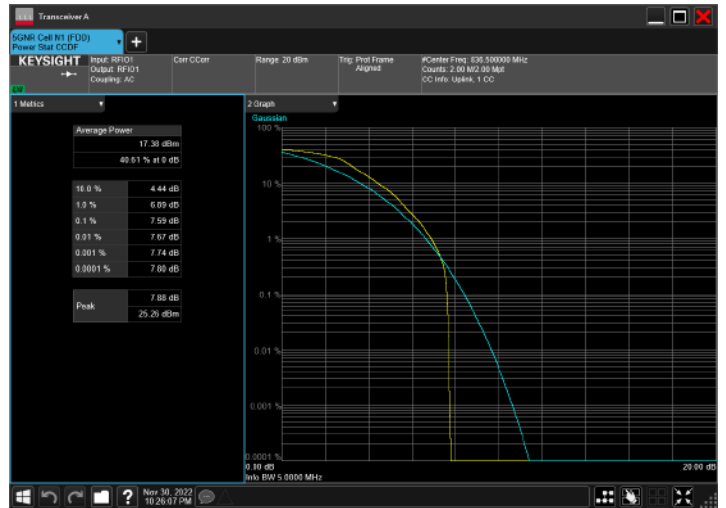 Transceiver A
5GNR Cell N1 (FDD)
Power Stat CCDF
KEYSIGHT
Input: RFIO1
Output: RFIO1
Coupling: AC
Corr CCorr
Range: 20 dBm
Trig: Prot Frame
Aligned
#Center Freq: 836.500000 MHz
Counts: 2.00 M/2.00 Mpt
CC Info: Uplink, 1 CC
1 Metrics
Average Power
17.38 dBm
40.51 % at 0 dB
10.0 % 4.44 dB
1.0 % 6.69 dB
0.1 % 7.59 dB
0.01 % 7.67 dB
0.001 % 7.74 dB
0.0001 % 7.80 dB
Peak
7.88 dB
25.26 dBm
2 Graph
Gaussian
100 %
10 %
1 %
0.1 %
0.01 %
0.001 %
0.0001 %
0.00 dB
20.00 dB
Info BW 5.0000 MHz
?
Nov 30, 2022
10:26:07 PM